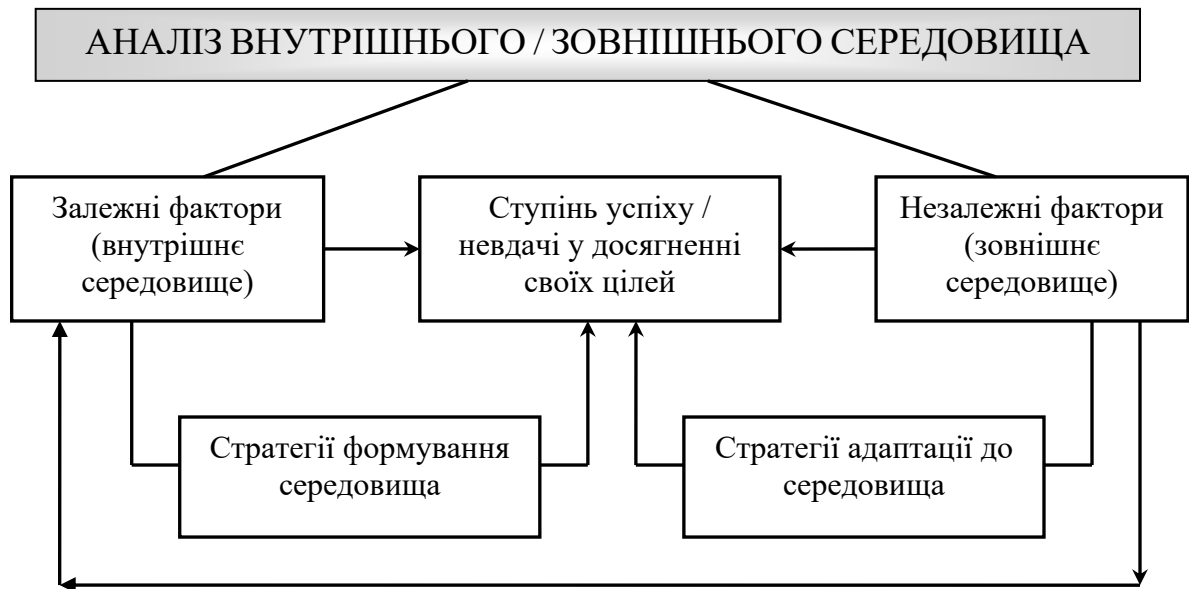 АНАЛІЗ ВНУТРІШНЬОГО / ЗОВНІШНЬОГО СЕРЕДОВИЩА
Залежні фактори
(внутрішнє
середовище)
Ступінь успіху /
невдачі у досягненні
своїх цілей
Незалежні фактори
(зовнішнє
середовище)
Стратегії формування
середовища
Стратегії адаптації до
середовища